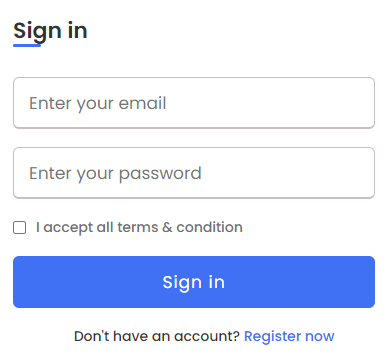 Sign in
Enter your email
Enter your password
I accept all terms & condition
Sign in
Don't have an account? Register now